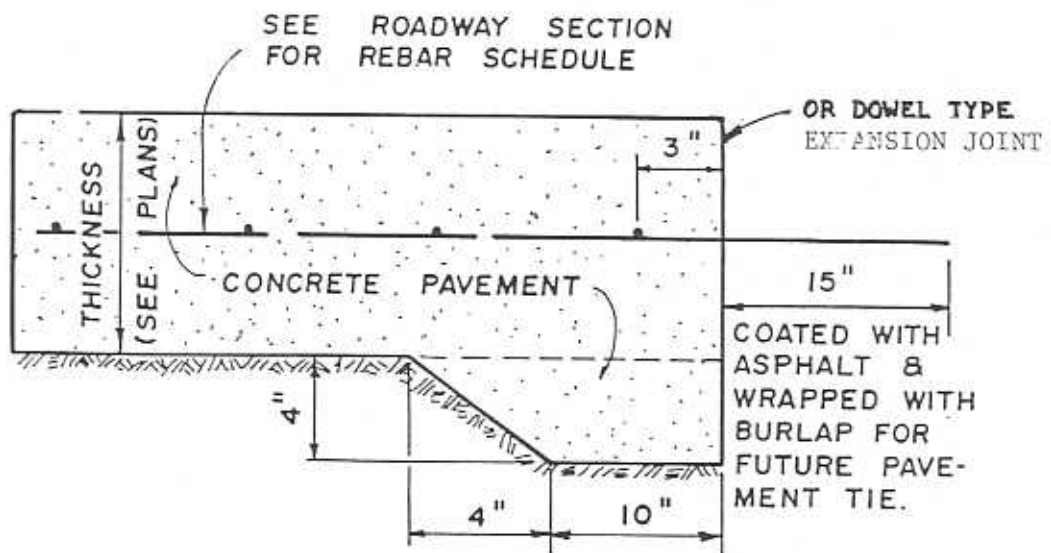 SEE ROADWAY SECTION
FOR REBAR SCHEDULE
OR DOWEL TYPE
JOINT
3"
THICKNESS
(SEE. PLANS)
CONCRETE PAVEMENT
15"
COATED WITH
ASPHALT &
WRAPPED WITH
BURLAP FOR
FUTURE PAVE-
MENT TIE.
4"
4"
10"